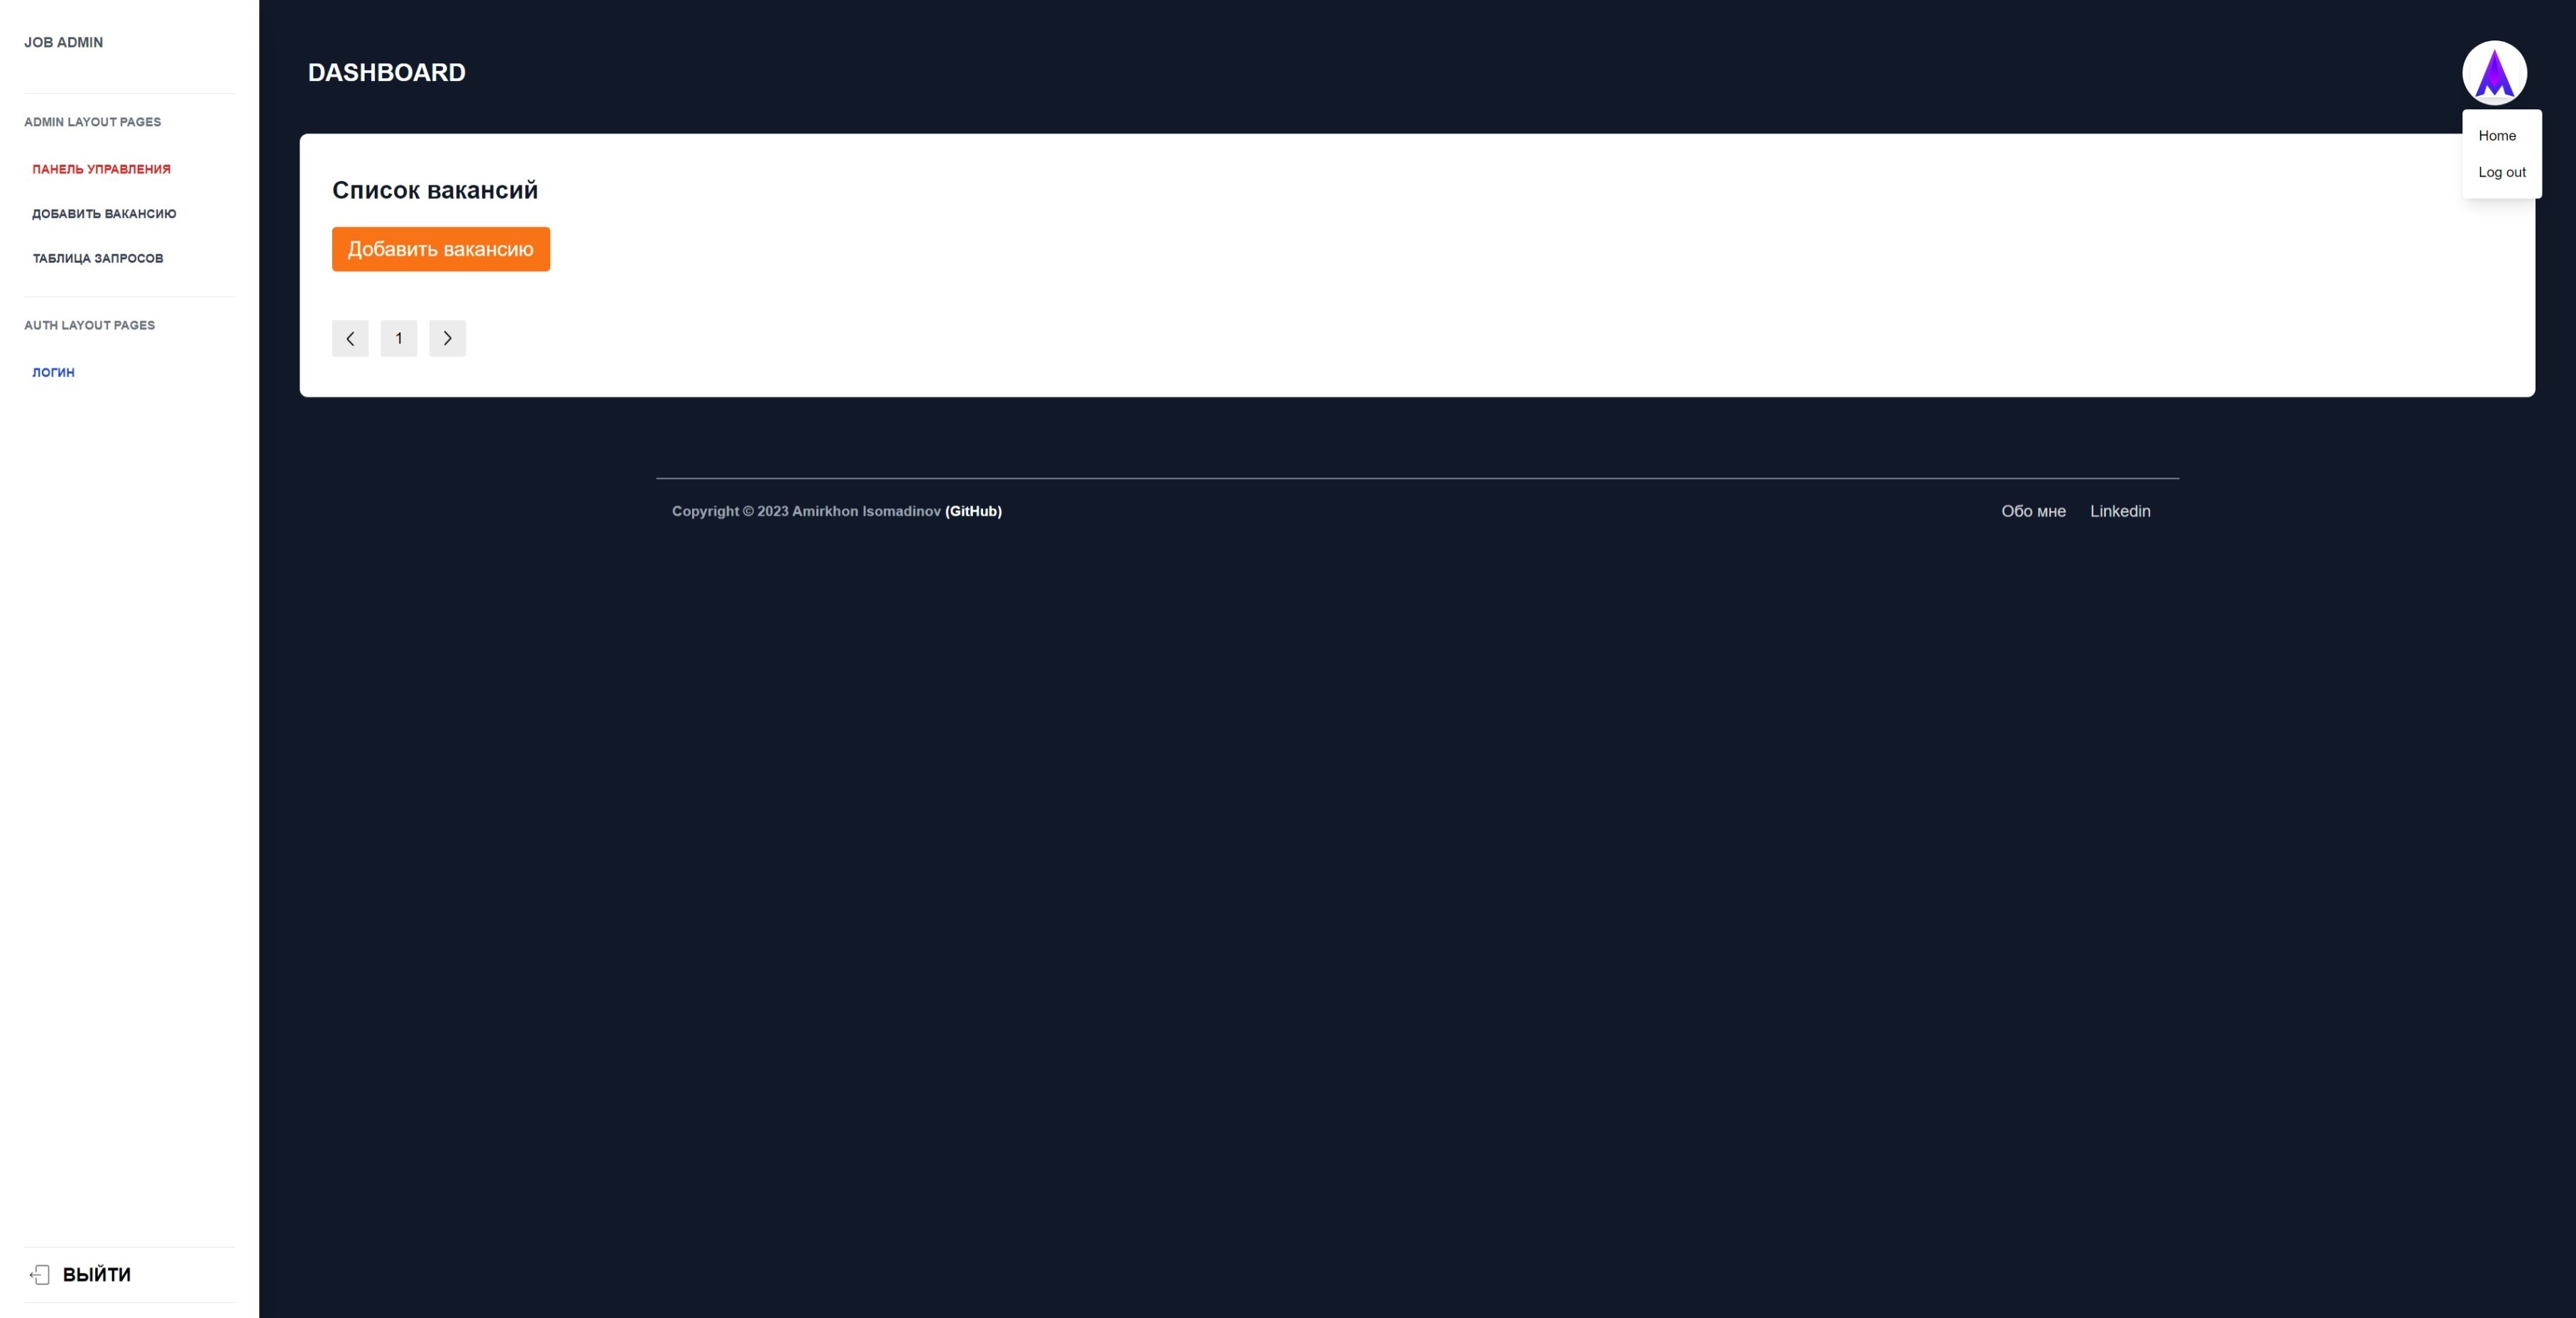 JOB ADMIN
ADMIN LAYOUT PAGES
ПАНЕЛЬ УПРАВЛЕНИЯ
ДОБАВИТЬ ВАКАНСИЮ
ТАБЛИЦА ЗАПРОСОВ
AUTH LAYOUT PAGES
ЛОГИН
ВЫЙТИ
DASHBOARD
Home
Log out
Список вакансий
Добавить вакансию
1
Copyright © 2023 Amirkhon Isomadinov (GitHub)
Обо мне Linkedin